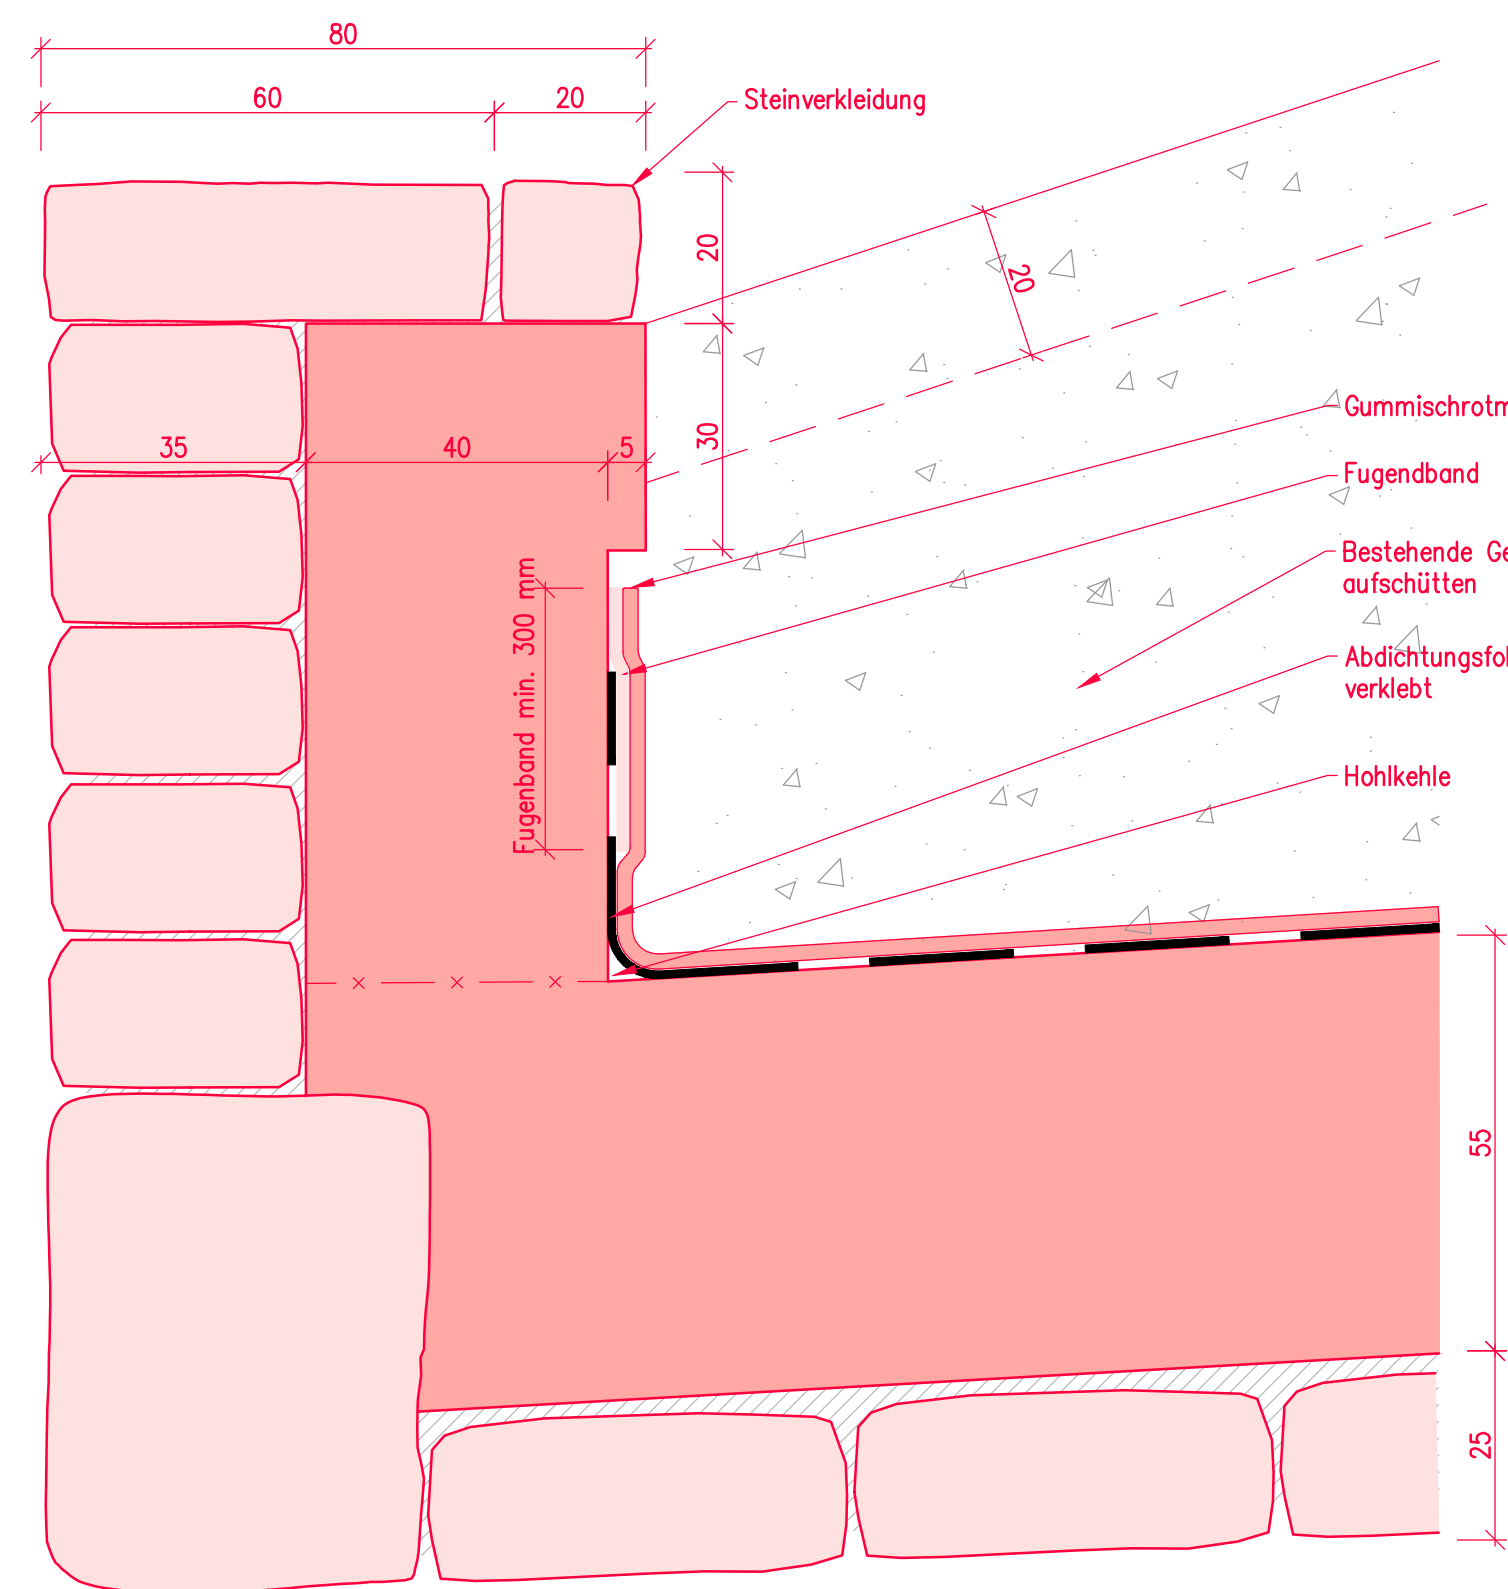 80
60
20
Steinverkleidung
20
20
Gummischrotm
35
40
5
30
Fugendband
Bestehende Ge
aufschütten
Fugenband min. 300 mm
Abdichtungsfol
verklebt
Hohlkehle
55
25